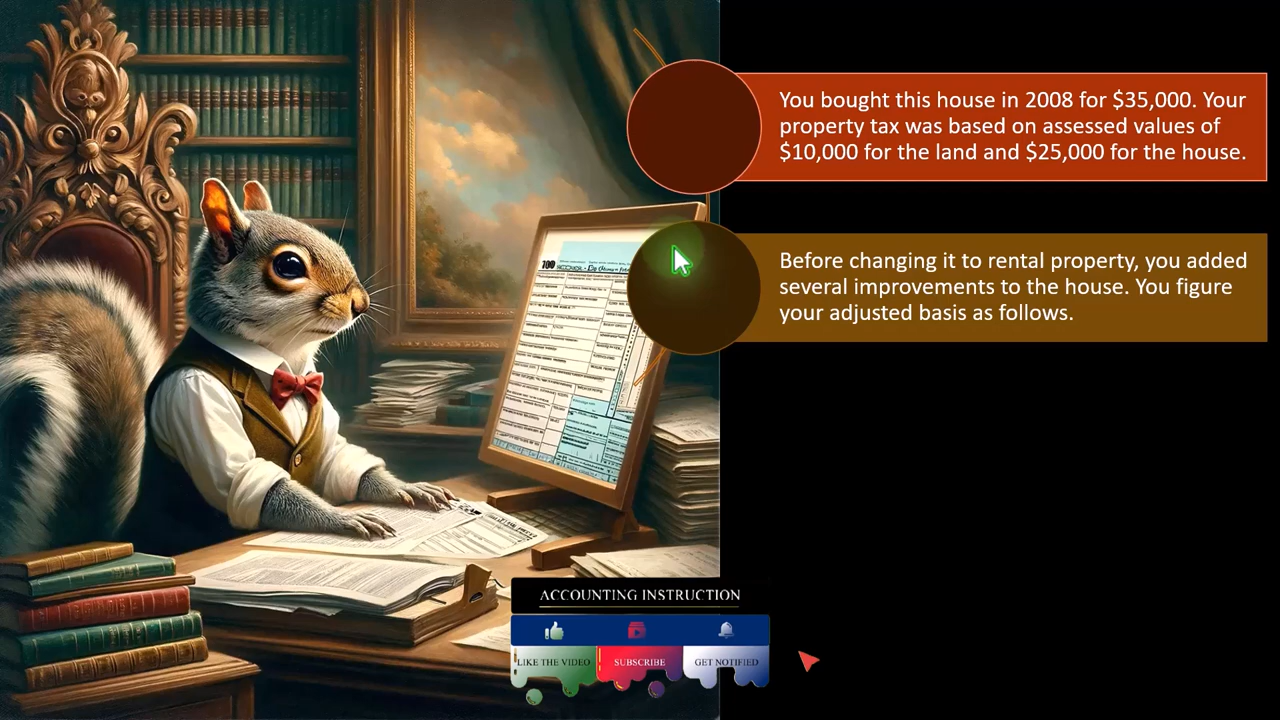 You bought this house in 2008 for $35,000. Your
property tax was based on assessed values of
$10,000 for the land and $25,000 for the house.
Before changing it to rental property, you added
several improvements to the house. You figure
your adjusted basis as follows.
ACCOUNTING INSTRUCTION
LIKE THE VIDEO
SUBSCRIBE
GET NOTIFIED